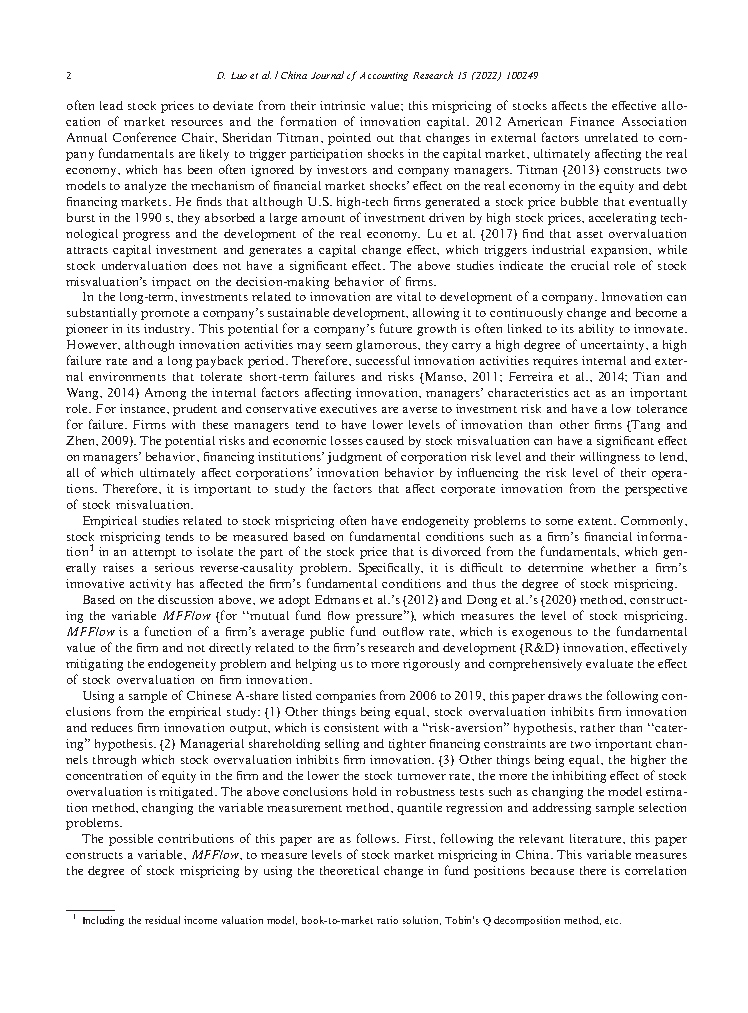 2
D. Luo et al. / China Journal of Accounting Research 15 (2022) 100249
often lead stock prices to deviate from their intrinsic value; this mispricing of stocks affects the effective allo-
cation of market resources and the formation of innovation capital. 2012 American Finance Association
Annual Conference Chair, Sheridan Titman, pointed out that changes in external factors unrelated to com-
pany fundamentals are likely to trigger participation shocks in the capital market, ultimately affecting the real
economy, which has been often ignored by investors and company managers. Titman (2013) constructs two
models to analyze the mechanism of financial market shocks' effect on the real economy in the equity and debt
financing markets. He finds that although U.S. high-tech firms generated a stock price bubble that eventually
burst in the 1990 s, they absorbed a large amount of investment driven by high stock prices, accelerating tech-
nological progress and the development of the real economy. Lu et al. (2017) find that asset overvaluation
attracts capital investment and generates a capital change effect, which triggers industrial expansion, while
stock undervaluation does not have a significant effect. The above studies indicate the crucial role of stock
misvaluation's impact on the decision-making behavior of firms.
In the long-term, investments related to innovation are vital to development of a company. Innovation can
substantially promote a company's sustainable development, allowing it to continuously change and become a
pioneer in its industry. This potential for a company's future growth is often linked to its ability to innovate.
However, although innovation activities may seem glamorous, they carry a high degree of uncertainty, a high
failure rate and a long payback period. Therefore, successful innovation activities requires internal and exter-
nal environments that tolerate short-term failures and risks (Manso, 2011; Ferreira et al., 2014; Tian and
Wang, 2014) Among the internal factors affecting innovation, managers' characteristics act as an important
role. For instance, prudent and conservative executives are averse to investment risk and have a low tolerance
for failure. Firms with these managers tend to have lower levels of innovation than other firms (Tang and
Zhen, 2009). The potential risks and economic losses caused by stock misvaluation can have a significant effect
on managers' behavior, financing institutions' judgment of corporation risk level and their willingness to lend,
all of which ultimately affect corporations' innovation behavior by influencing the risk level of their opera-
tions. Therefore, it is important to study the factors that affect corporate innovation from the perspective
of stock misvaluation.
Empirical studies related to stock mispricing often have endogeneity problems to some extent. Commonly,
stock mispricing tends to be measured based on fundamental conditions such as a firm's financial informa-
tion1 in an attempt to isolate the part of the stock price that is divorced from the fundamentals, which gen-
erally raises a serious reverse-causality problem. Specifically, it is difficult to determine whether a firm's
innovative activity has affected the firm's fundamental conditions and thus the degree of stock mispricing.
Based on the discussion above, we adopt Edmans et al.'s (2012) and Dong et al.'s (2020) method, construct-
ing the variable MFFlow (for "mutual fund flow pressure"), which measures the level of stock mispricing.
MFFlow is a function of a firm's average public fund outflow rate, which is exogenous to the fundamental
value of the firm and not directly related to the firm's research and development (R&D) innovation, effectively
mitigating the endogeneity problem and helping us to more rigorously and comprehensively evaluate the effect
of stock overvaluation on firm innovation.
Using a sample of Chinese A-share listed companies from 2006 to 2019, this paper draws the following con-
clusions from the empirical study: (1) Other things being equal, stock overvaluation inhibits firm innovation
and reduces firm innovation output, which is consistent with a "risk-aversion" hypothesis, rather than "cater-
ing" hypothesis. (2) Managerial shareholding selling and tighter financing constraints are two important chan-
nels through which stock overvaluation inhibits firm innovation. (3) Other things being equal, the higher the
concentration of equity in the firm and the lower the stock turnover rate, the more the inhibiting effect of stock
overvaluation is mitigated. The above conclusions hold in robustness tests such as changing the model estima-
tion method, changing the variable measurement method, quantile regression and addressing sample selection
problems.
The possible contributions of this paper are as follows. First, following the relevant literature, this paper
constructs a variable, MFFlow, to measure levels of stock market mispricing in China. This variable measures
the degree of stock mispricing by using the theoretical change in fund positions because there is correlation
1 Including the residual income valuation model, book-to-market ratio solution, Tobin's Q decomposition method, etc.